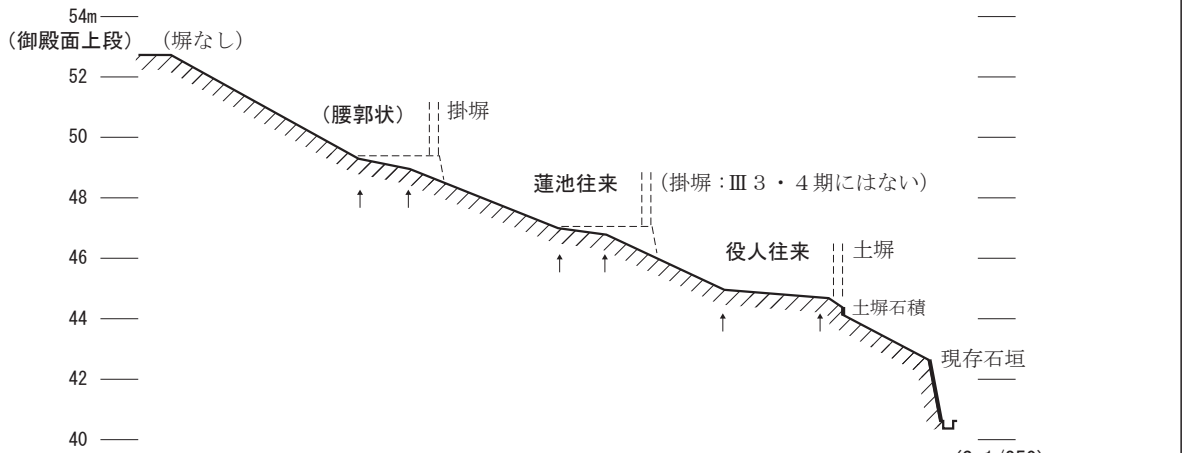 54m
(御殿面上段) (塀なし)
52
(腰郭状) 掛塀
50
蓮池往来 (掛塀:Ⅲ3・4期にはない)
48
役人往来 土塀
46
土塀石積
44
現存石垣
42
40